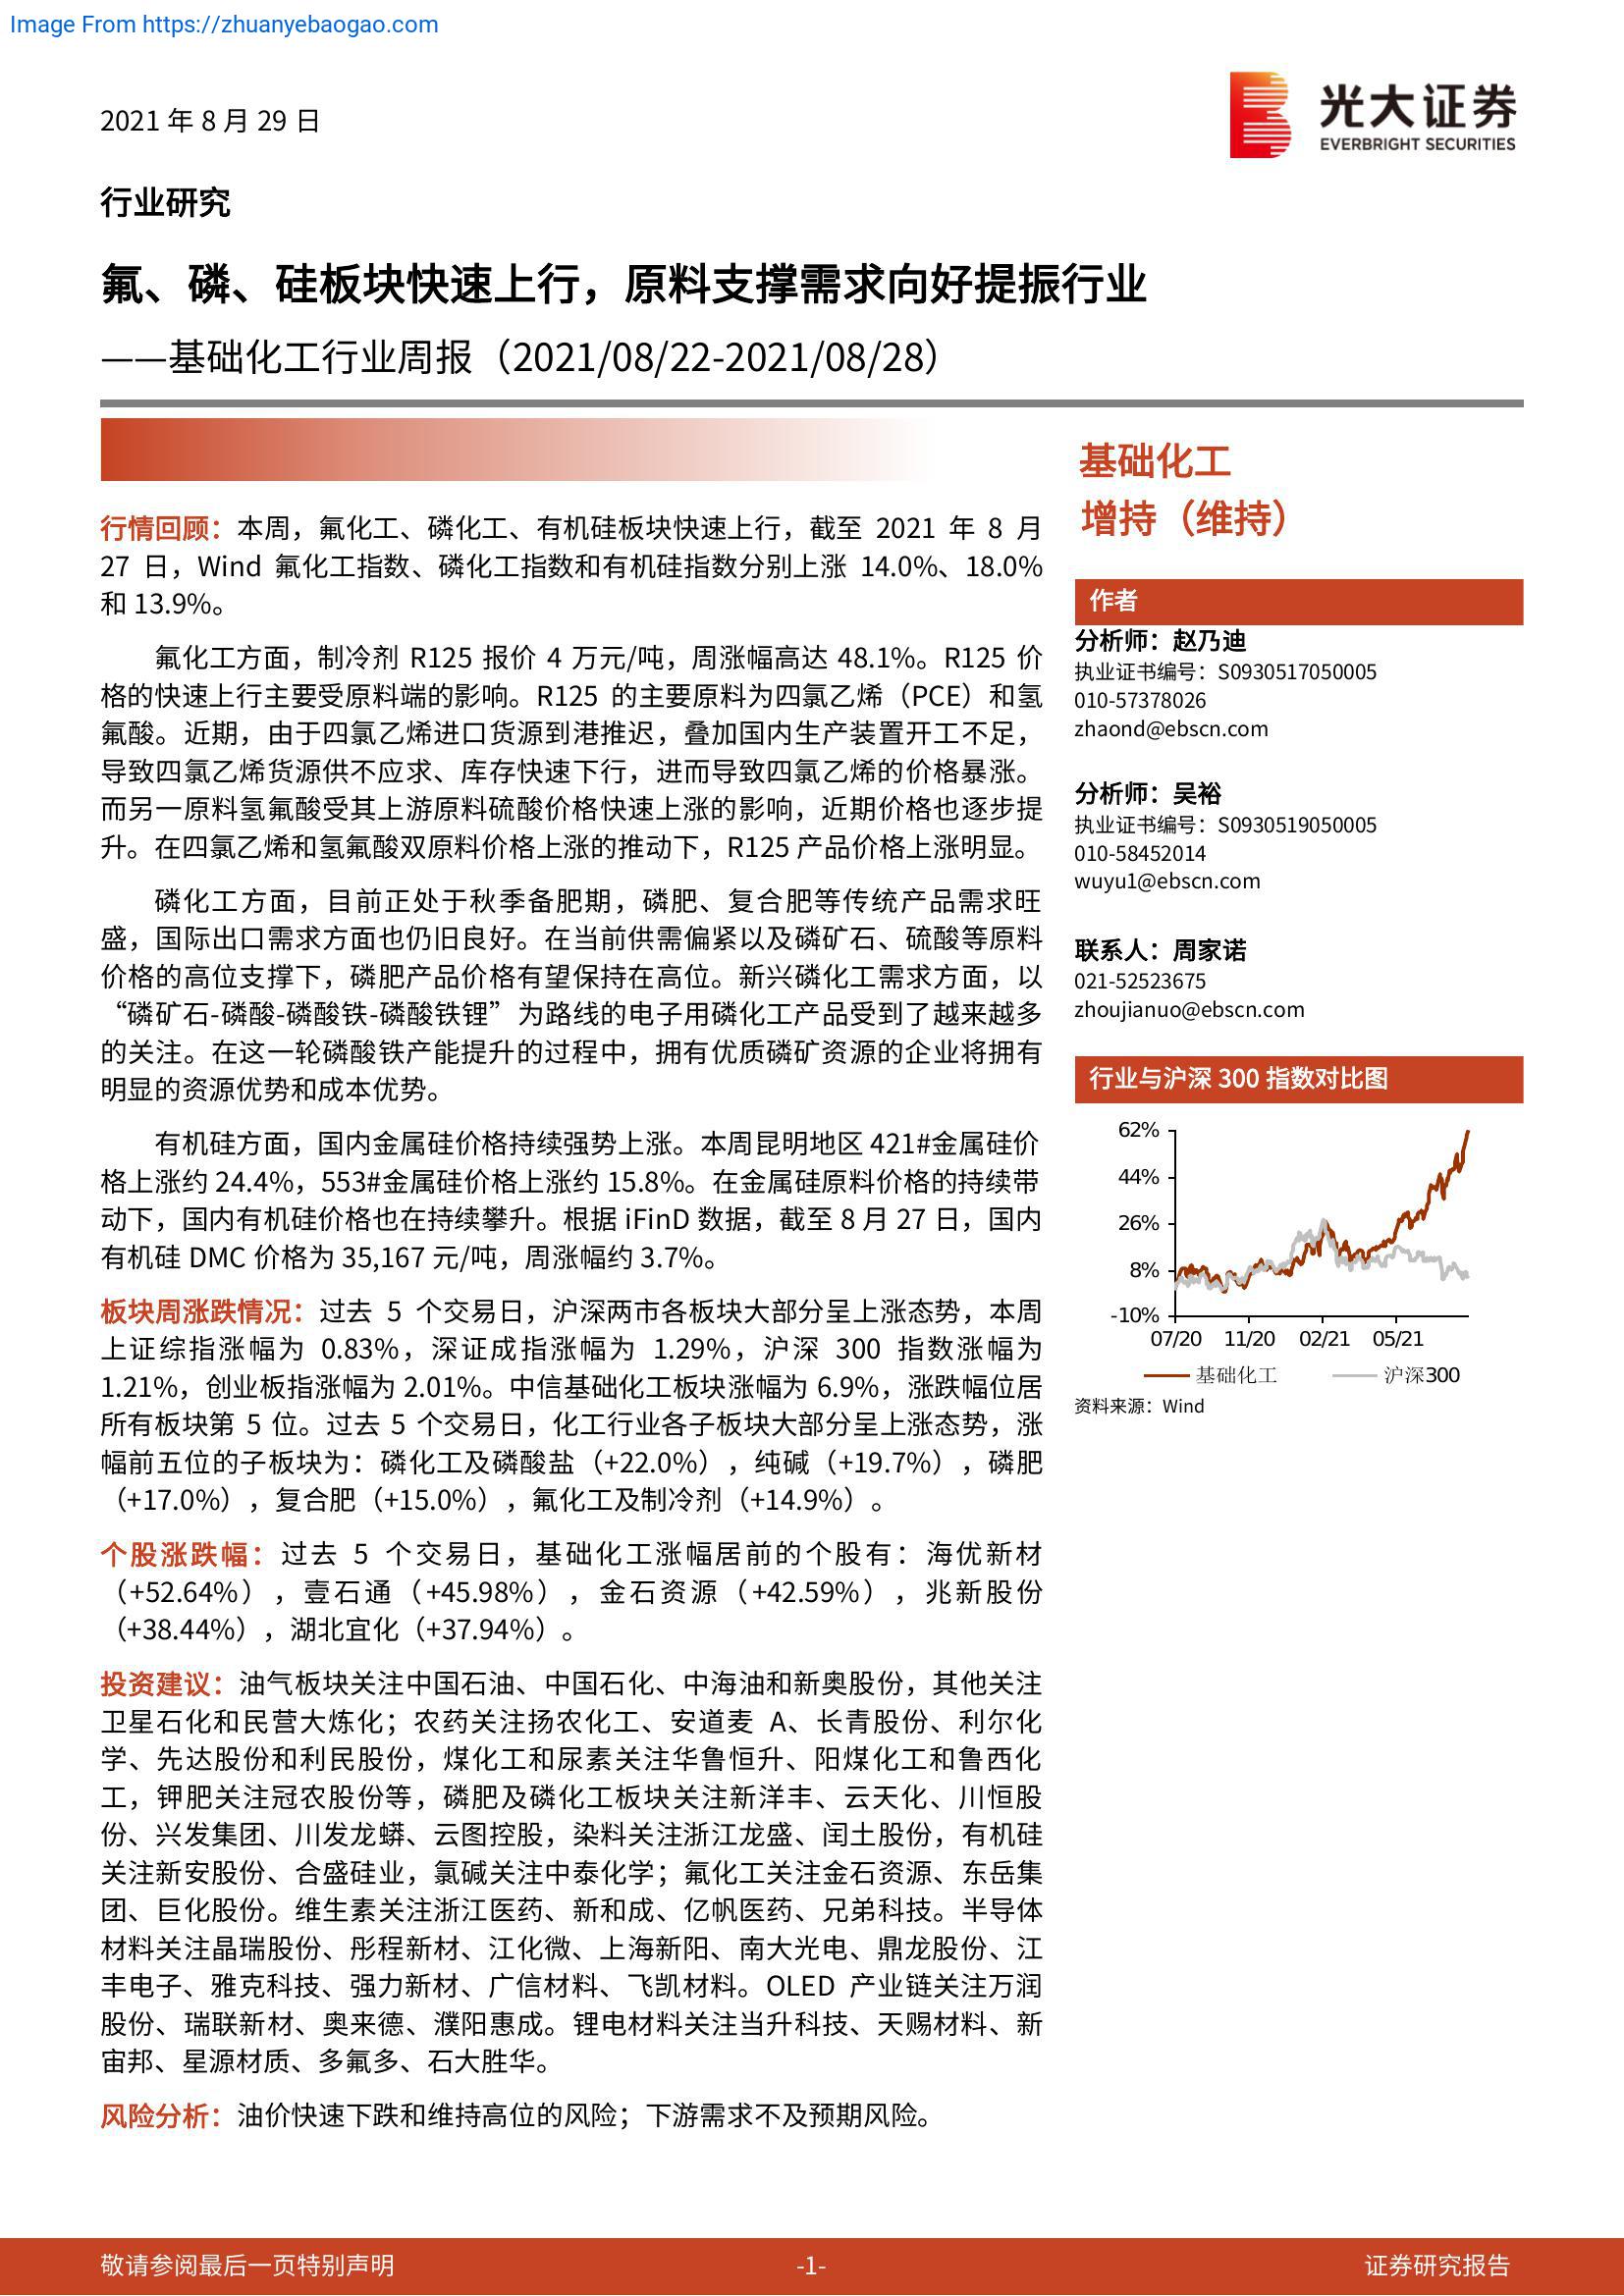 Image From https://zhuanyebaogao.com
2021 年 8 月 29 日
光大证券
EVERBRIGHT SECURITIES
行业研究
氟、磷、硅板块快速上行，原料支撑需求向好提振行业
——基础化工行业周报（2021/08/22-2021/08/28）
行情回顾：本周，氟化工、磷化工、有机硅板块快速上行，截至 2021 年 8 月
27 日，Wind 氟化工指数、磷化工指数和有机硅指数分别上涨 14.0%、18.0%
和 13.9%。
氟化工方面，制冷剂 R125 报价 4 万元/吨，周涨幅高达 48.1%。R125 价
格的快速上行主要受原料端的影响。R125 的主要原料为四氯乙烯（PCE）和氢
氟酸。近期，由于四氯乙烯进口货源到港推迟，叠加国内生产装置开工不足，
导致四氯乙烯货源供不应求、库存快速下行，进而导致四氯乙烯的价格暴涨。
而另一原料氢氟酸受其上游原料硫酸价格快速上涨的影响，近期价格也逐步提
升。在四氯乙烯和氢氟酸双原料价格上涨的推动下，R125 产品价格上涨明显。
磷化工方面，目前正处于秋季备肥期，磷肥、复合肥等传统产品需求旺
盛，国际出口需求方面也仍旧良好。在当前供需偏紧以及磷矿石、硫酸等原料
价格的高位支撑下，磷肥产品价格有望保持在高位。新兴磷化工需求方面，以
“磷矿石-磷酸-磷酸铁-磷酸铁锂”为路线的电子用磷化工产品受到了越来越多
的关注。在这一轮磷酸铁产能提升的过程中，拥有优质磷矿资源的企业将拥有
明显的资源优势和成本优势。
有机硅方面，国内金属硅价格持续强势上涨。本周昆明地区 421#金属硅价
格上涨约 24.4%，553#金属硅价格上涨约 15.8%。在金属硅原料价格的持续带
动下，国内有机硅价格也在持续攀升。根据 iFinD 数据，截至 8 月 27 日，国内
有机硅 DMC 价格为 35,167 元/吨，周涨幅约 3.7%。
板块周涨跌情况：过去 5 个交易日，沪深两市各板块大部分呈上涨态势，本周
上证综指涨幅为 0.83%，深证成指涨幅为 1.29%，沪深 300 指数涨幅为
1.21%，创业板指涨幅为 2.01%。中信基础化工板块涨幅为 6.9%，涨跌幅位居
所有板块第 5 位。过去 5 个交易日，化工行业各子板块大部分呈上涨态势，涨
幅前五位的子板块为：磷化工及磷酸盐（+22.0%），纯碱（+19.7%），磷肥
（+17.0%），复合肥（+15.0%），氟化工及制冷剂（+14.9%）。
个股涨跌幅：过去 5 个交易日，基础化工涨幅居前的个股有：海优新材
（+52.64%），壹石通（+45.98%），金石资源（+42.59%），兆新股份
（+38.44%），湖北宜化（+37.94%）。
投资建议：油气板块关注中国石油、中国石化、中海油和新奥股份，其他关注
卫星石化和民营大炼化；农药关注扬农化工、安道麦 A、长青股份、利尔化
学、先达股份和利民股份，煤化工和尿素关注华鲁恒升、阳煤化工和鲁西化
工，钾肥关注冠农股份等，磷肥及磷化工板块关注新洋丰、云天化、川恒股
份、兴发集团、川发龙蟒、云图控股，染料关注浙江龙盛、闰土股份，有机硅
关注新安股份、合盛硅业，氯碱关注中泰化学；氟化工关注金石资源、东岳集
团、巨化股份。维生素关注浙江医药、新和成、亿帆医药、兄弟科技。半导体
材料关注晶瑞股份、彤程新材、江化微、上海新阳、南大光电、鼎龙股份、江
丰电子、雅克科技、强力新材、广信材料、飞凯材料。OLED 产业链关注万润
股份、瑞联新材、奥来德、濮阳惠成。锂电材料关注当升科技、天赐材料、新
宙邦、星源材质、多氟多、石大胜华。
风险分析：油价快速下跌和维持高位的风险；下游需求不及预期风险。
基础化工
增持（维持）
作者
分析师：赵乃迪
执业证书编号：S0930517050005
010-57378026
zhaond@ebscn.com
分析师：吴裕
执业证书编号：S0930519050005
010-58452014
wuyu1@ebscn.com
联系人：周家诺
021-52523675
zhoujianuo@ebscn.com
行业与沪深 300 指数对比图
62%
44%
26%
8%
-10%
07/20 11/20 02/21 05/21
基础化工 沪深300
资料来源：Wind
敬请参阅最后一页特别声明 -1- 证券研究报告